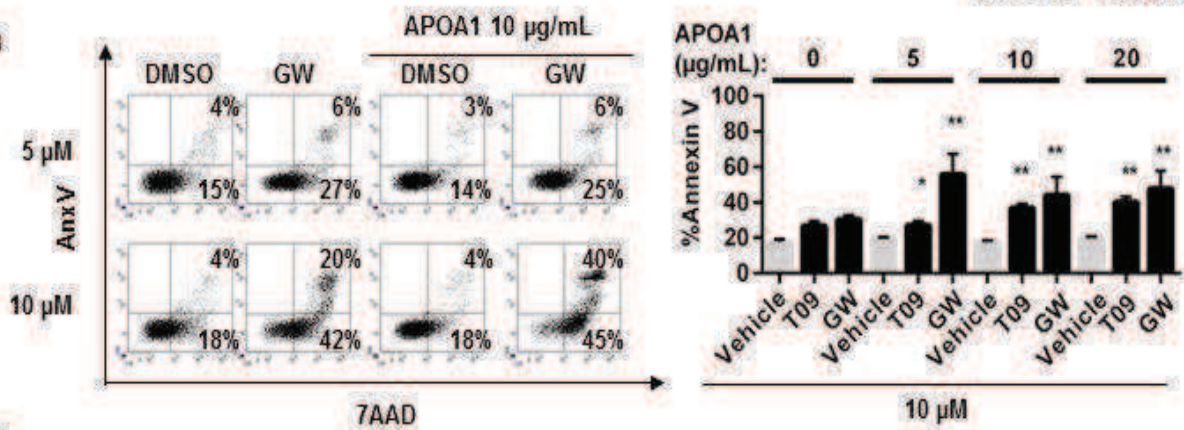 APOA1 10 µg/mL
DMSO GW DMSO GW
5 µM
4% 6% 3% 6%
15% 27% 14% 25%
10 µM
4% 20% 4% 40%
18% 42% 18% 45%
Anx V
7AAD
APOA1
(µg/mL): 0 5 10 20
%Annexin V
100
80
60
40
20
0
* ** ** ** ** **
Vehicle T09 GW Vehicle T09 GW Vehicle T09 GW Vehicle T09 GW
10 µM